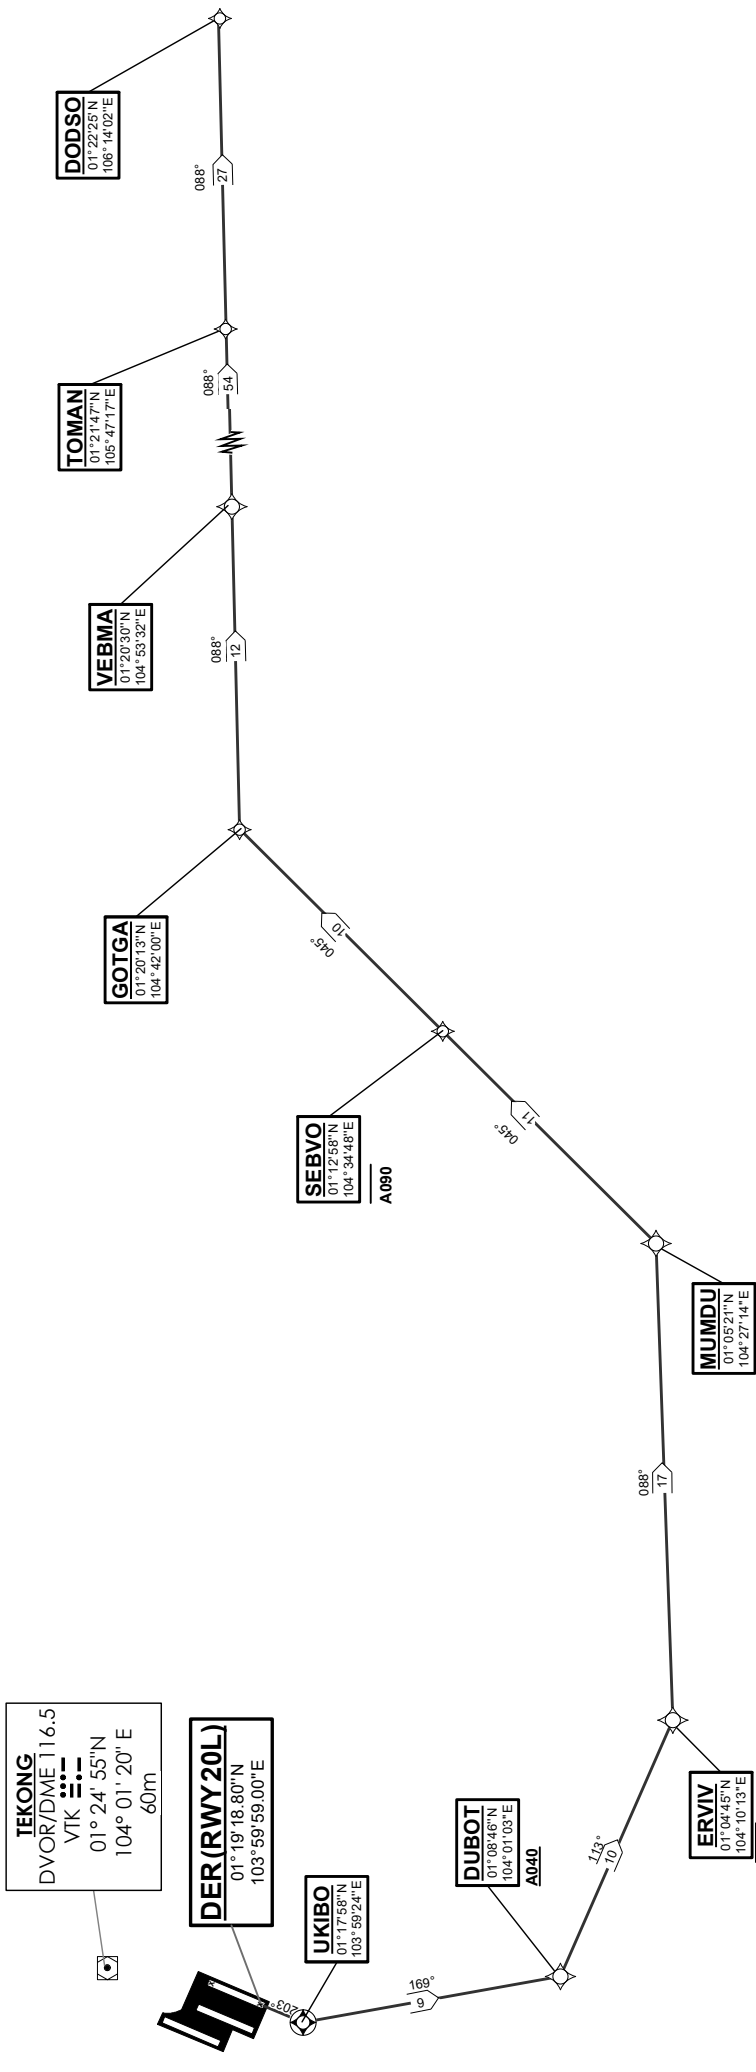 DODSO
01°22'25"N
106°14'02"E
088°
27
TOMAN
01°21'47"N
105°47'17"E
088°
54
VEBMA
01°20'30"N
104°53'32"E
088°
12
GOTGA
01°20'13"N
104°42'00"E
045°
10
SEBVO
01°12'58"N
104°34'48"E
A090
045°
11
MUMDU
01°05'21"N
104°27'14"E
088°
17
ERVIV
01°04'45"N
104°10'13"E
113°
10
DUBOT
01°08'46"N
104°01'03"E
A040
169°
9
UKIBO
01°17'58"N
103°59'24"E
203°
DER(RWY20L)
01°19'18.80"N
103°59'59.00"E
TEKONG
DVOR/DME 116.5
VTK
01° 24' 55"N
104° 01' 20" E
60m